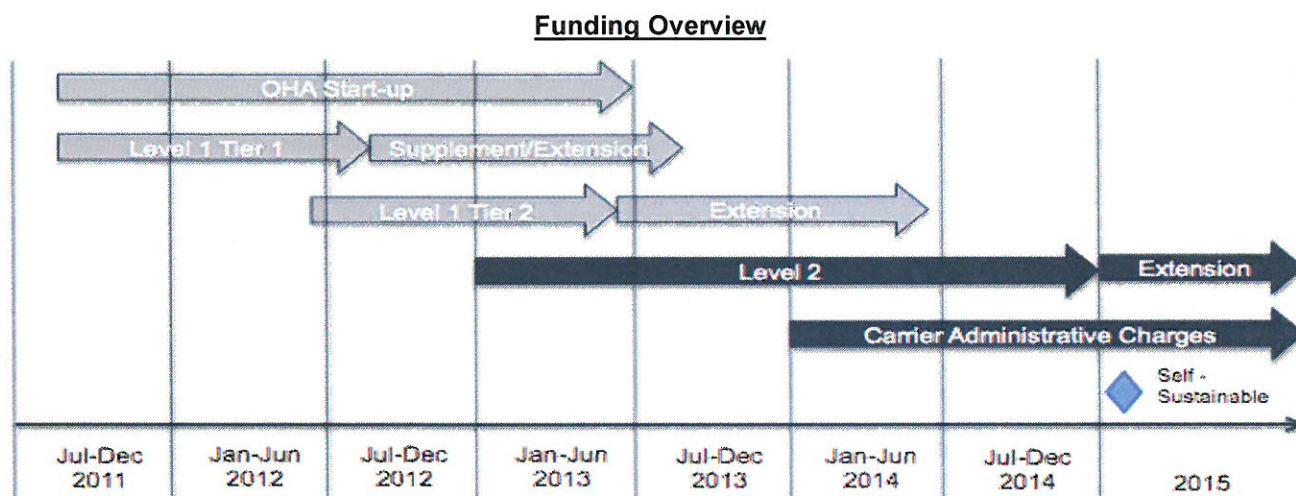 Funding Overview
OHA Start-up
Level 1 Tier 1
Supplement/Extension
Level 1 Tier 2
Extension
Level 2
Extension
Carrier Administrative Charges
Self -
Sustainable
Jul-Dec
2011
Jan-Jun
2012
Jul-Dec
2012
Jan-Jun
2013
Jul-Dec
2013
Jan-Jun
2014
Jul-Dec
2014
2015